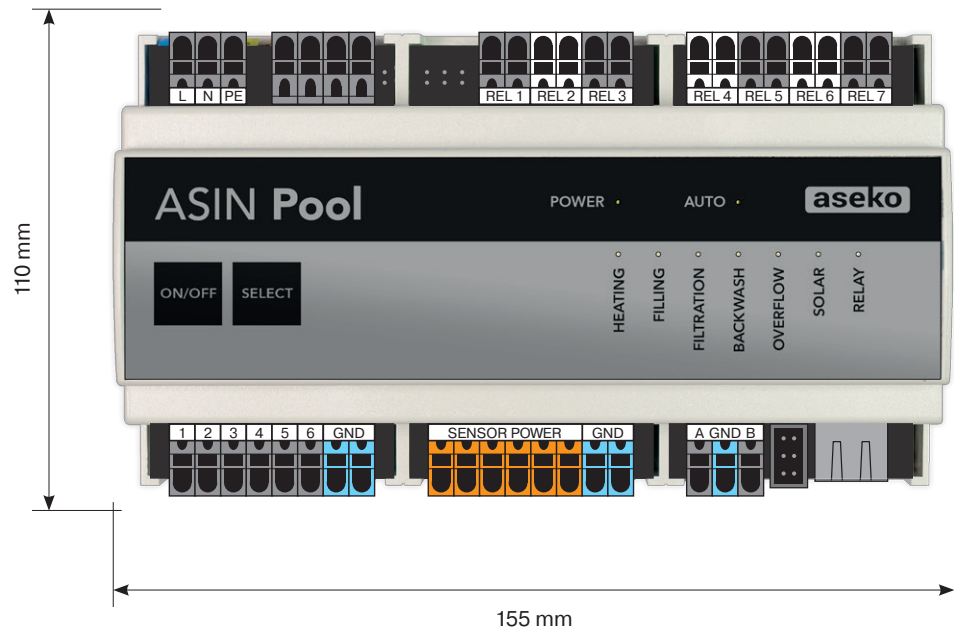 L N PE
REL 1 REL 2 REL 3
REL 4 REL 5 REL 6 REL 7
ASIN Pool
POWER
AUTO
aseko
ON/OFF
SELECT
HEATING
FILLING
FILTRATION
BACKWASH
OVERFLOW
SOLAR
RELAY
1 2 3 4 5 6 GND
SENSOR POWER GND
A GND B
110 mm
155 mm